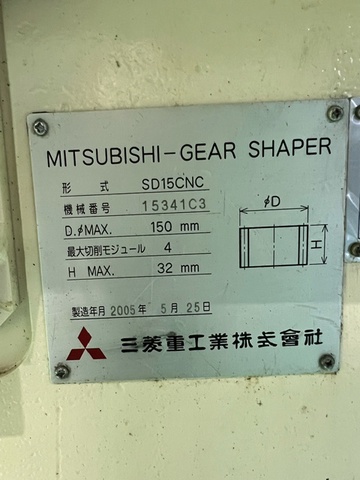 MITSUBISHI-GEAR SHAPER
形 式 SD15CNC
機械番号 15341C3
D.φMAX. 150 mm
最大切削モジュール 4
H MAX. 32 mm
φD
H
製造年月 2005年 5月 25日
三菱重工業株式會社